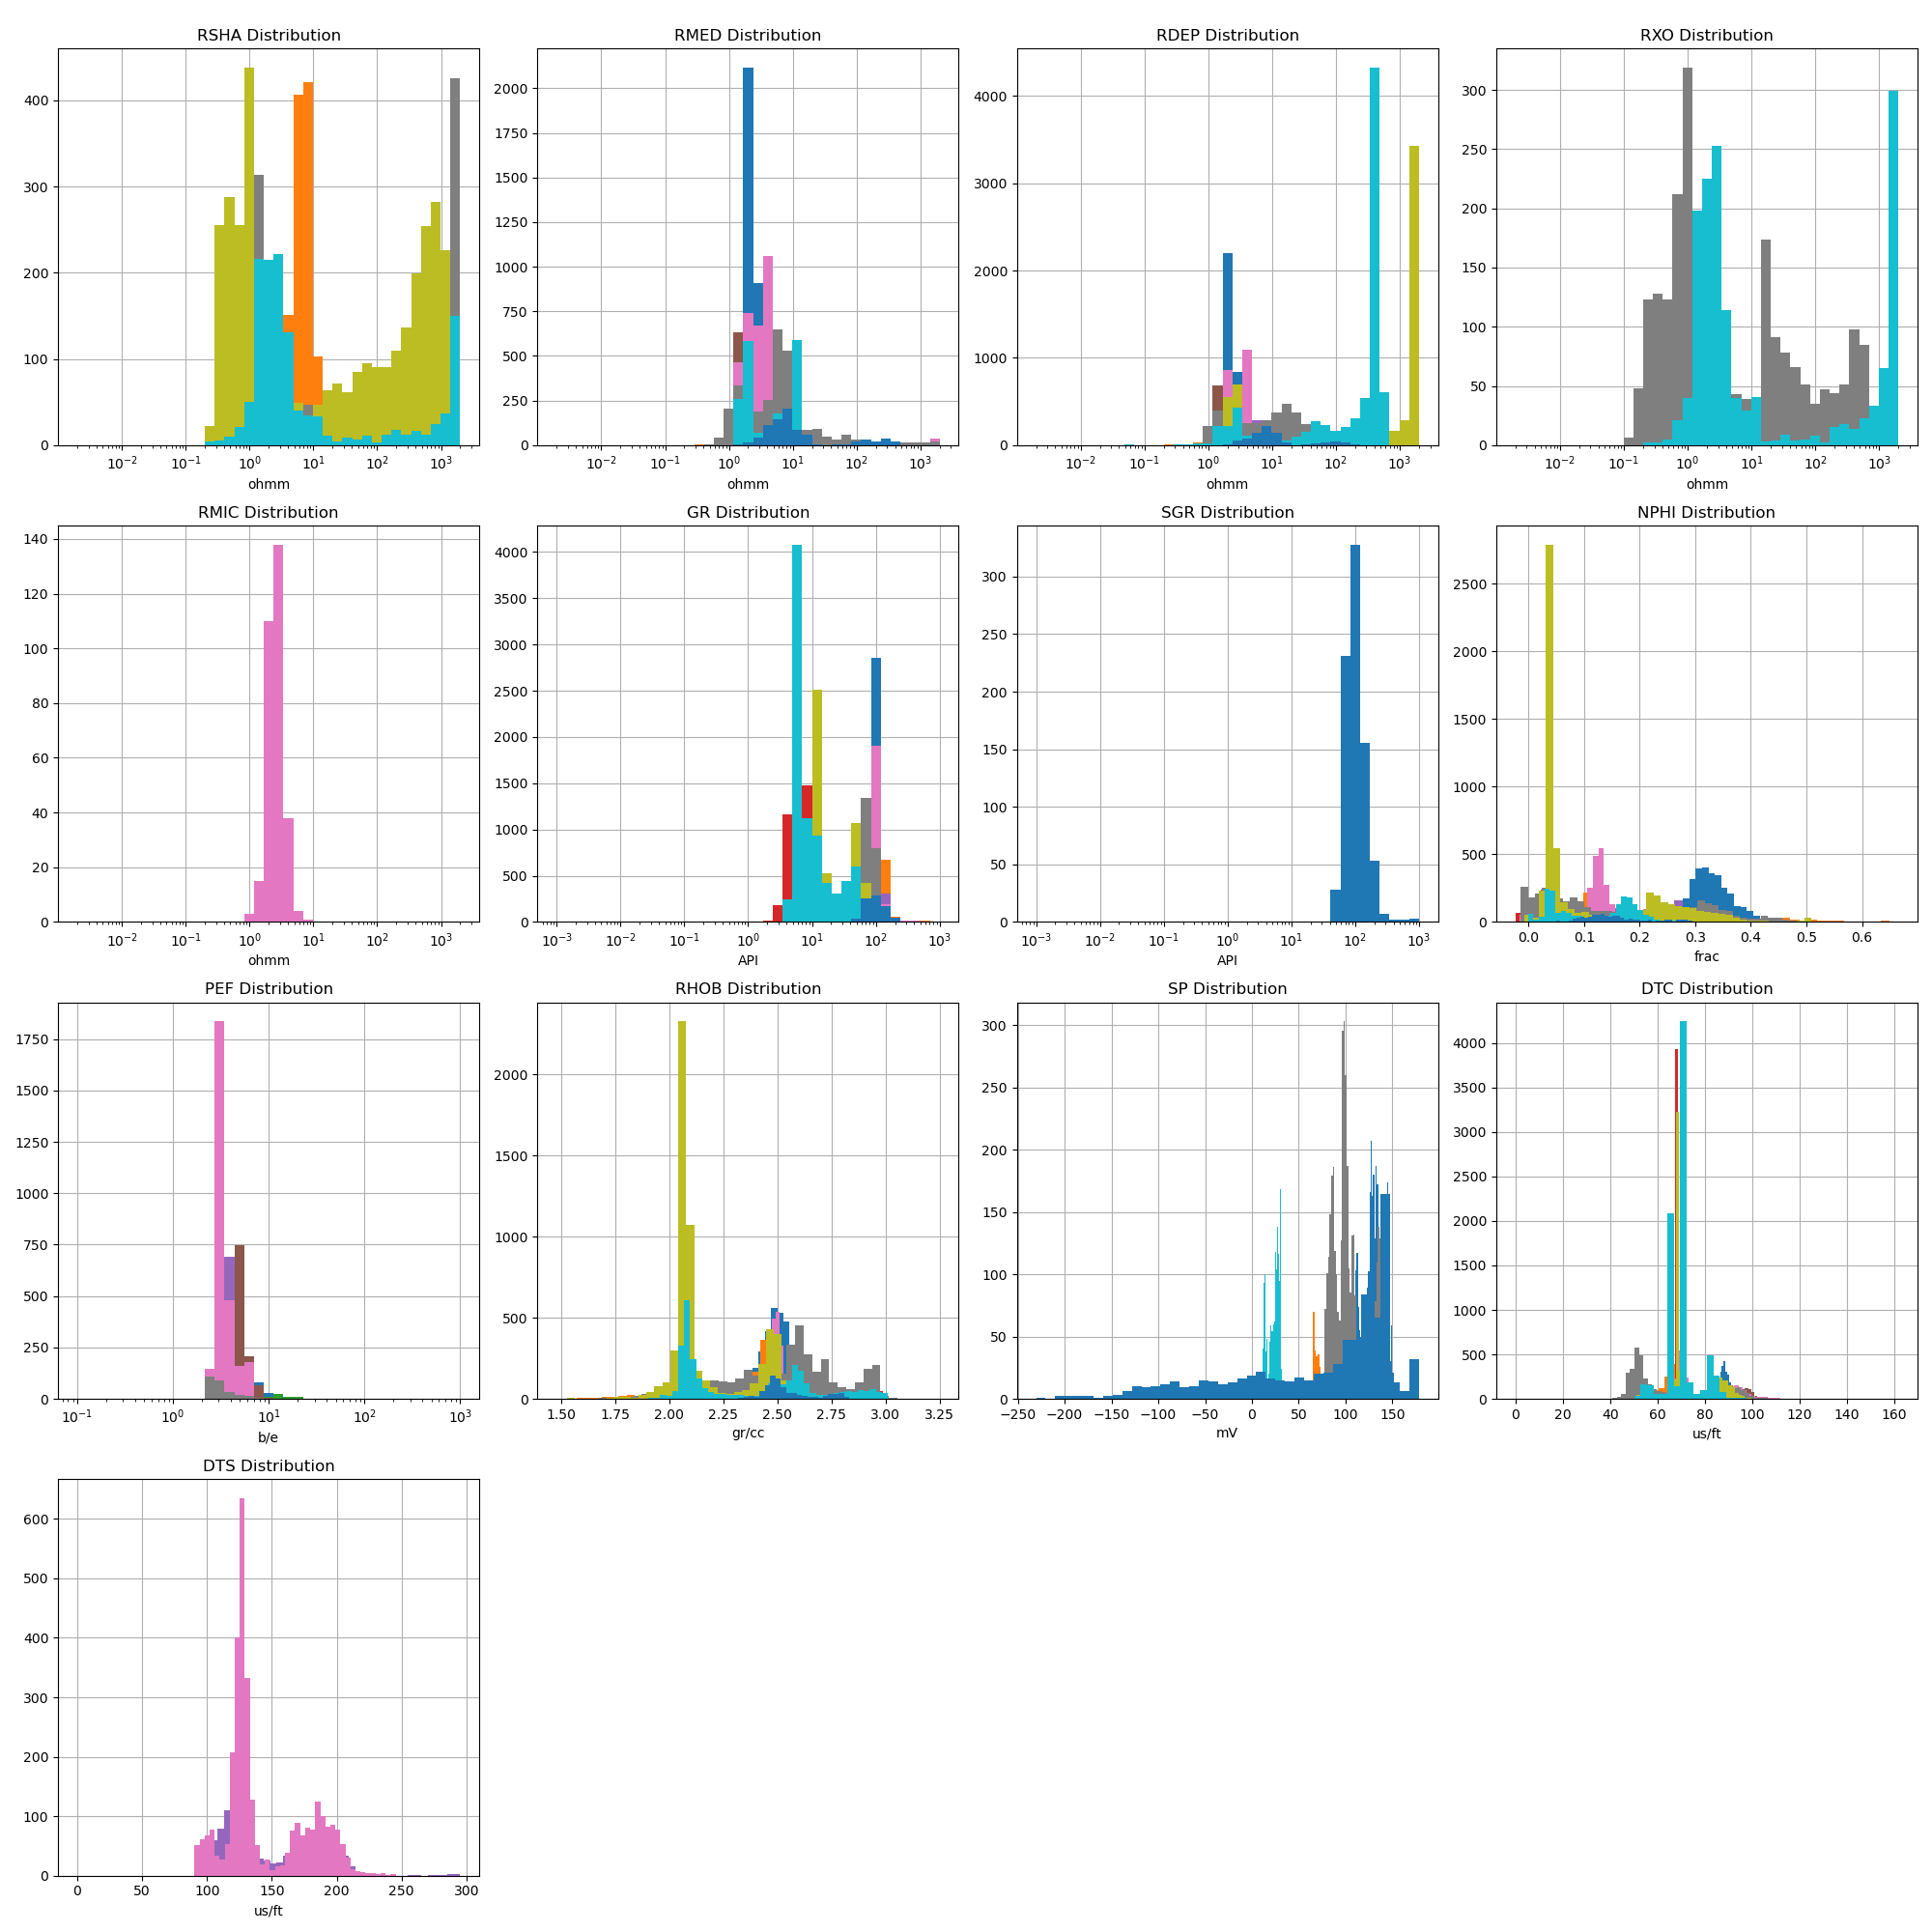 RSHA Distribution
400
300
200
100
0
10⁻² 10⁻¹ 10⁰ 10¹ 10² 10³
ohmm
RMED Distribution
2000
1750
1500
1250
1000
750
500
250
0
10⁻² 10⁻¹ 10⁰ 10¹ 10² 10³
ohmm
RDEP Distribution
4000
3000
2000
1000
0
10⁻² 10⁻¹ 10⁰ 10¹ 10² 10³
ohmm
RXO Distribution
300
250
200
150
100
50
0
10⁻² 10⁻¹ 10⁰ 10¹ 10² 10³
ohmm
RMIC Distribution
140
120
100
80
60
40
20
0
10⁻² 10⁻¹ 10⁰ 10¹ 10² 10³
ohmm
GR Distribution
4000
3500
3000
2500
2000
1500
1000
500
0
10⁻³ 10⁻² 10⁻¹ 10⁰ 10¹ 10² 10³
API
SGR Distribution
300
250
200
150
100
50
0
10⁻³ 10⁻² 10⁻¹ 10⁰ 10¹ 10² 10³
API
NPHI Distribution
2500
2000
1500
1000
500
0
0.0 0.1 0.2 0.3 0.4 0.5 0.6
frac
PEF Distribution
1750
1500
1250
1000
750
500
250
0
10⁻¹ 10⁰ 10¹ 10² 10³
b/e
RHOB Distribution
2000
1500
1000
500
0
1.50 1.75 2.00 2.25 2.50 2.75 3.00 3.25
gr/cc
SP Distribution
300
250
200
150
100
50
0
−250 −200 −150 −100 −50 0 50 100 150
mV
DTC Distribution
4000
3500
3000
2500
2000
1500
1000
500
0
0 20 40 60 80 100 120 140 160
us/ft
DTS Distribution
600
500
400
300
200
100
0
0 50 100 150 200 250 300
us/ft